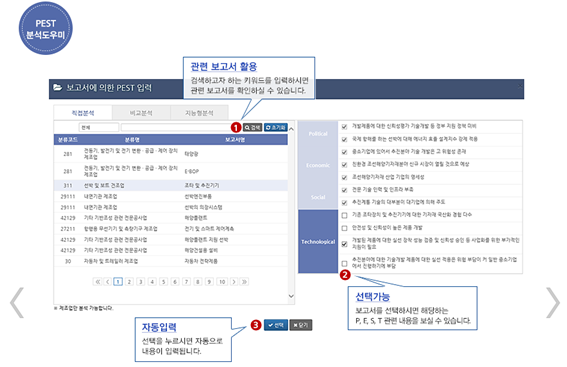 PEST
분석도우미
관련 보고서 활용
검색하고자 하는 키워드를 입력하시면
관련 보고서를 확인하실 수 있습니다.
보고서에 의한 PEST 입력
직접분석 비교분석 지능형분석
전체
1 검색 초기화
분류코드 분류명 보고서명
281 전동기, 발전기 및 전기 변환 · 공급 · 제어 장치 제조업 태양광
281 전동기, 발전기 및 전기 변환 · 공급 · 제어 장치 제조업 E-BOP
311 선박 및 보트 건조업 조타 및 추진기기
29111 내연기관 제조업 선박엔진부품
29111 내연기관 제조업 선박의 의장시스템
42129 기타 기반조성 관련 전문공사업 해양플랜트
27211 항행용 무선기기 및 측량기구 제조업 전기 및 스마트 제어계측
42129 기타 기반조성 관련 전문공사업 해양플랜트 지원 선박
42129 기타 기반조성 관련 전문공사업 해양건설용 설비
30 자동차 및 트레일러 제조업 자동차 전략제품
1 2 3 4 5 6 7 8 9 10
※ 제조업만 분석 가능합니다.
Political
Economic
Social
Technological
개발제품에 대한 신뢰성평가 기술개발 등 정부 지원 정책 미비
국제 항해를 하는 선박에 대해 에너지 효율 설계지수 강제 적용
중소기업에 있어서 추진분야 기술 개발은 고 위험성 존재
친환경 조선해양기자재분야 신규 시장이 열릴 것으로 예상
조선해양기자재 산업 기업의 영세성
전문 기술 인력 및 인프라 부족
추진계통 기술의 대부분이 대기업에 의해 주도
기존 조타장치 및 추진기기에 대한 기자재 국산화 경험 다수
안전성 및 신뢰성이 높은 제품 개발
개발된 제품에 대한 실선 장착 성능 검증 및 신뢰성 승인 등 사업화를 위한 부가적인 지원이 필요
추진분야에 대한 기술개발 제품에 대한 실선 적용은 위험 부담이 커 일반 중소기업에서 진행하기에 부담
2
선택가능
보고서를 선택하시면 해당하는
P, E, S, T 관련 내용을 보실 수 있습니다.
자동입력
선택을 누르시면 자동으로
내용이 입력됩니다.
3 선택 닫기